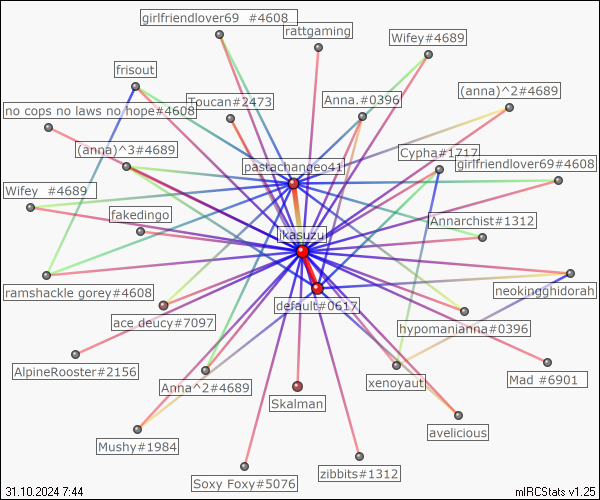 girlfriendlover69 #4608
rattgaming
Wifey#4689
frisout
(anna)^2#4689
no cops no laws no hope#4608
Toucan#2473
Anna.#0396
(anna)^3#4689
Cypha#1717
pastachangeo41
girlfriendlover69#4608
Wifey #4689
fakedingo
Annarchist#1312
ikasuzu
ramshackle gorey#4608
default#0617
neokingghidorah
ace deucy#7097
hypomanianna#0396
AlpineRooster#2156
Anna^2#4689
xenoyaut
Mad #6901
Skalman
Mushy#1984
avelicious
Soxy Foxy#5076
zibbits#1312
31.10.2024 7:44
mIRCStats v1.25